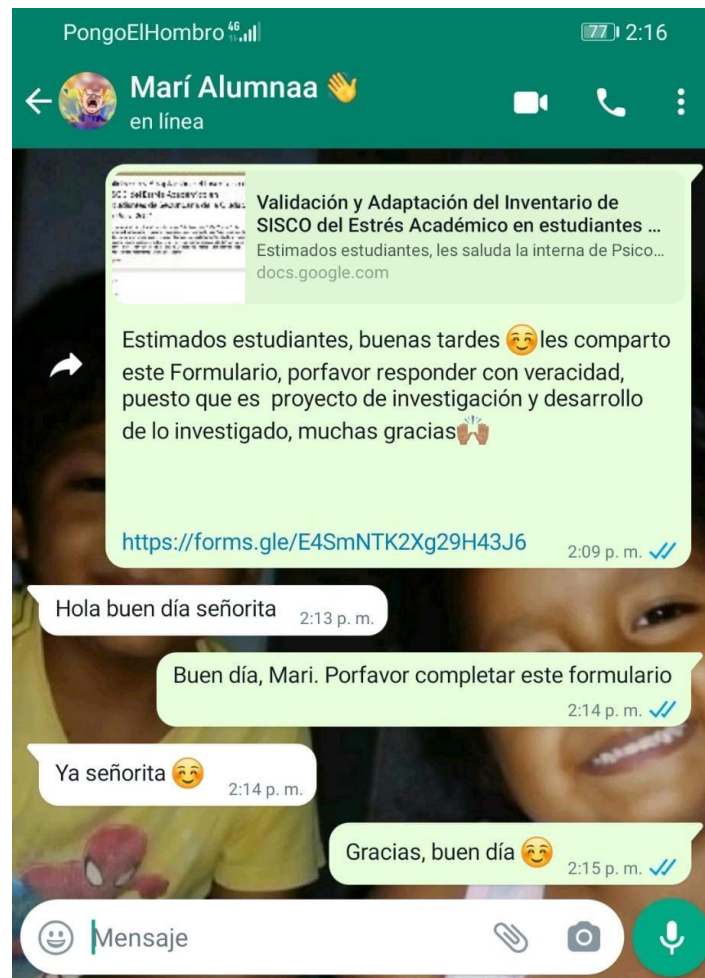 PongoElHombro 4G 77 2:16
Marí Alumnaa 👋
en línea
Validación y Adaptación del Inventario de
SISCO del Estrés Académico en estudiantes ...
Estimados estudiantes, les saluda la interna de Psico...
docs.google.com
Estimados estudiantes, buenas tardes ☺️les comparto
este Formulario, porfavor responder con veracidad,
puesto que es proyecto de investigación y desarrollo
de lo investigado, muchas gracias🙌🏽
https://forms.gle/E4SmNTK2Xg29H43J6 2:09 p. m.
Hola buen día señorita 2:13 p. m.
Buen día, Mari. Porfavor completar este formulario
2:14 p. m.
Ya señorita ☺️ 2:14 p. m.
Gracias, buen día ☺️ 2:15 p. m.
Mensaje